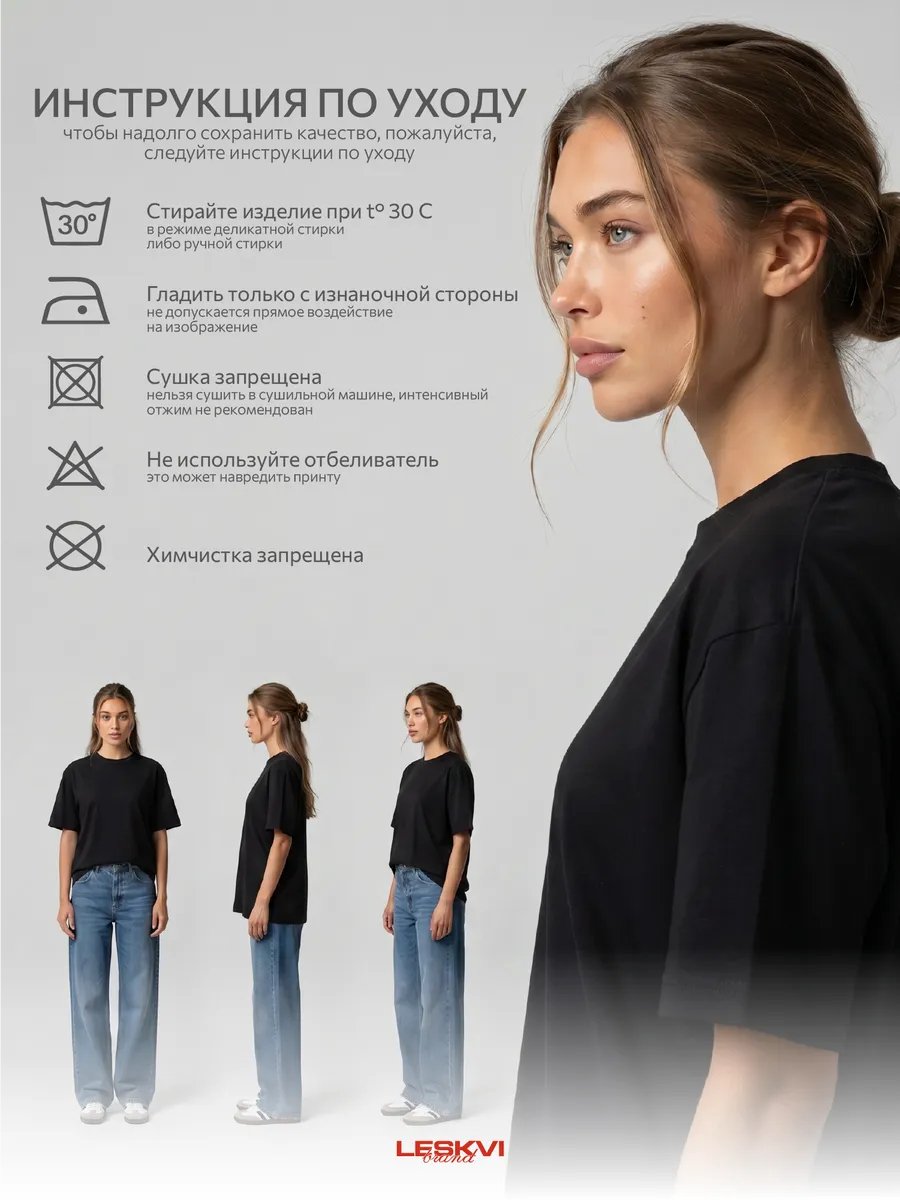 ИНСТРУКЦИЯ ПО УХОДУ
чтобы надолго сохранить качество, пожалуйста,
следуйте инструкции по уходу
30°
Стирайте изделие при t° 30 С
в режиме деликатной стирки
либо ручной стирки
Гладить только с изнаночной стороны
не допускается прямое воздействие
на изображение
Сушка запрещена
нельзя сушить в сушильной машине, интенсивный
отжим не рекомендован
Не используйте отбеливатель
это может навредить принту
Химчистка запрещена
LESKVI
brand